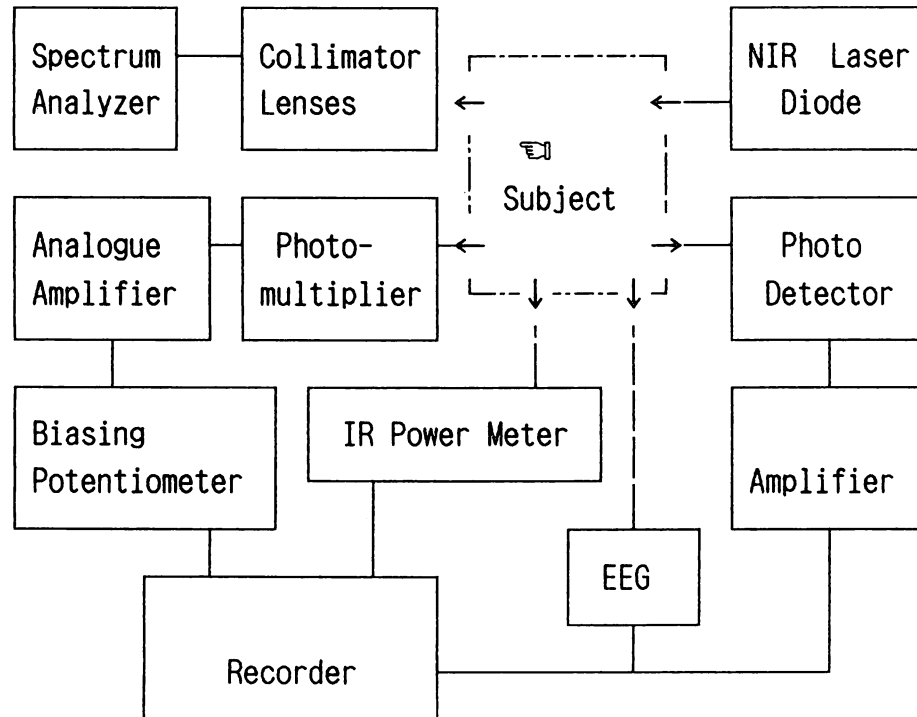 Spectrum
Analyzer
Collimator
Lenses
NIR Laser
Diode
Subject
Analogue
Amplifier
Photo-
multiplier
Photo
Detector
Biasing
Potentiometer
IR Power Meter
Amplifier
EEG
Recorder